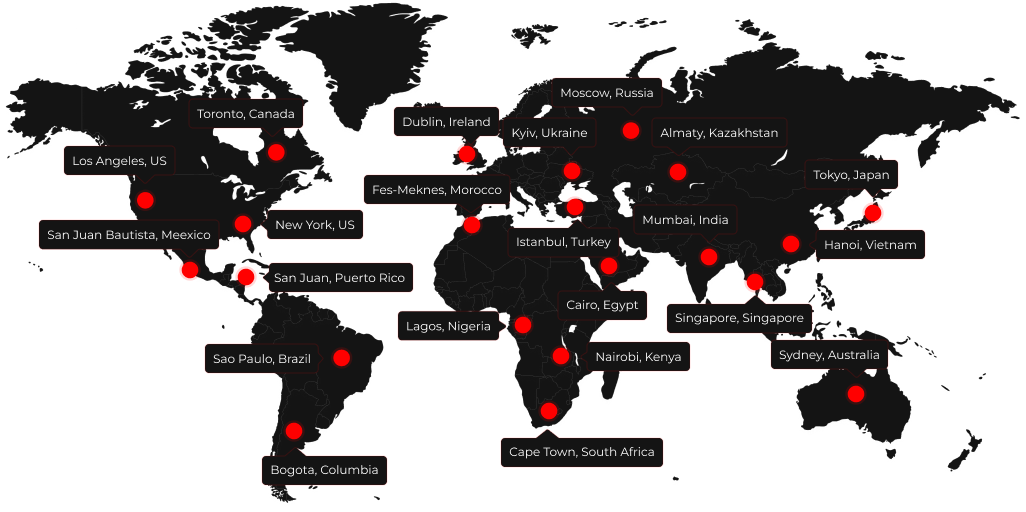 Moscow, Russia
Toronto, Canada
Dublin, Ireland
Kyiv, Ukraine
Almaty, Kazakhstan
Los Angeles, US
Tokyo, Japan
Fes-Meknes, Morocco
Mumbai, India
New York, US
San Juan Bautista, Meexico
Istanbul, Turkey
Hanoi, Vietnam
San Juan, Puerto Rico
Cairo, Egypt
Singapore, Singapore
Lagos, Nigeria
Sao Paulo, Brazil
Nairobi, Kenya
Sydney, Australia
Cape Town, South Africa
Bogota, Columbia